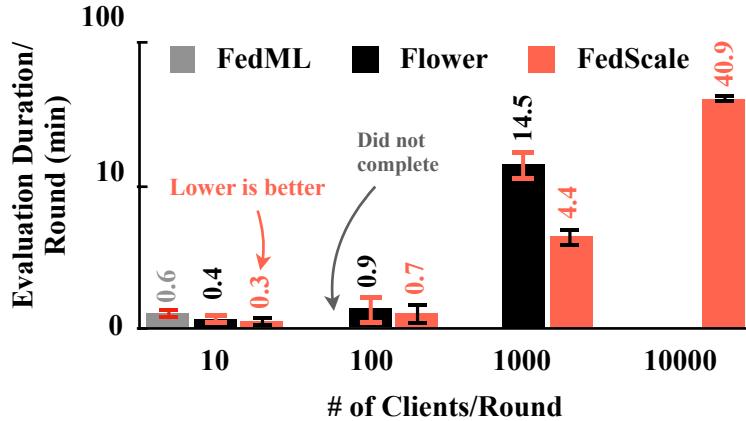 100
FedML
Flower
FedScale
Evaluation Duration/
Round (min)
10
0
Lower is better
Did not
complete
0.6
0.4
0.3
0.9
0.7
14.5
4.4
40.9
10
100
1000
10000
# of Clients/Round